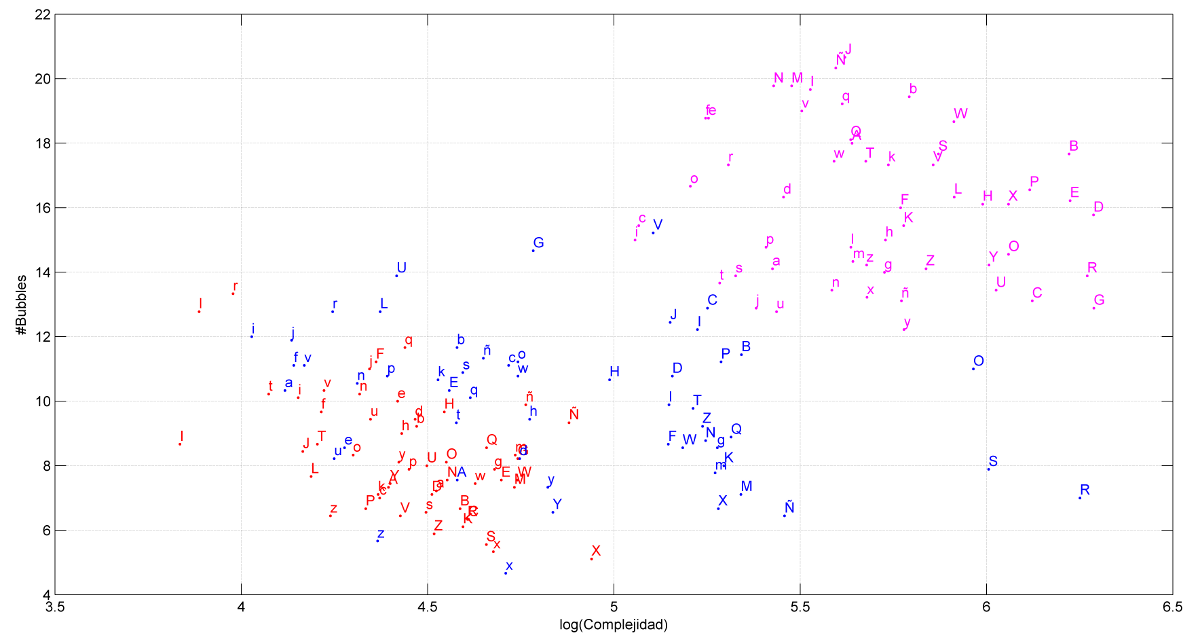 22
J
Ñ
20
N M l
b
q
v
fe
W
18
Q
A
w T k V S
B
r
o
d
L H X P E
16
F
D
c
K
i
V
h
G
p
l
O
m z
Y
a
Z
14
U
t s
g
R
n x ñ
U
C
r
G
l
r L
C
j u
J I
y
12
i j
b
q
ñ
f v
F
j
c o
P B
O
s w
t a i v n n p k E q
H
D
10
f
e
ñ
l T
u
d b
H
t
h Ñ
Z
l T J
e
h
F W N g Q
u o
y
Q
m
8
L
p U O g
A
E W
m K
S
k c A Y
D a N w
M
y
M
R
z P V s B
Y
X Ñ
6
z
Z K
S x
X
x
4
3.5 4 4.5 5 5.5 6 6.5
log(Complejidad)
#Bubbles